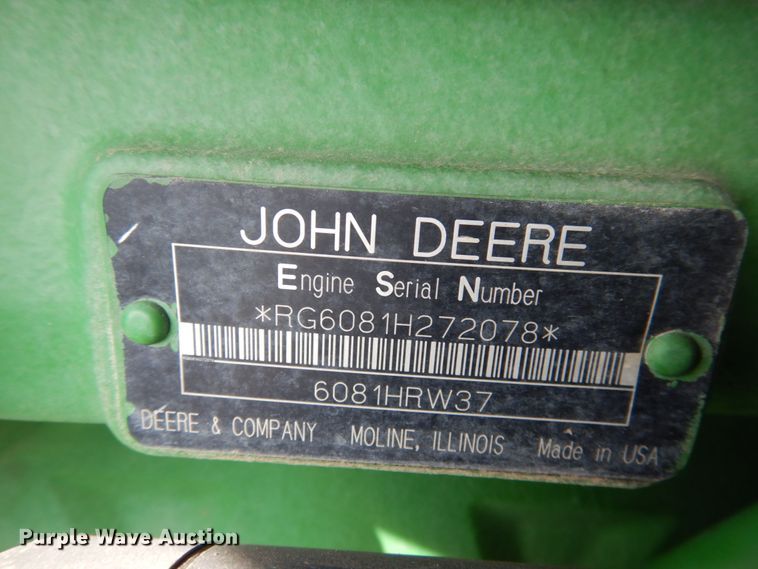 JOHN DEERE
Engine Serial Number
*RG6081H272078*
6081HRW37
DEERE & COMPANY MOLINE, ILLINOIS Made in USA
Purple Wave Auction